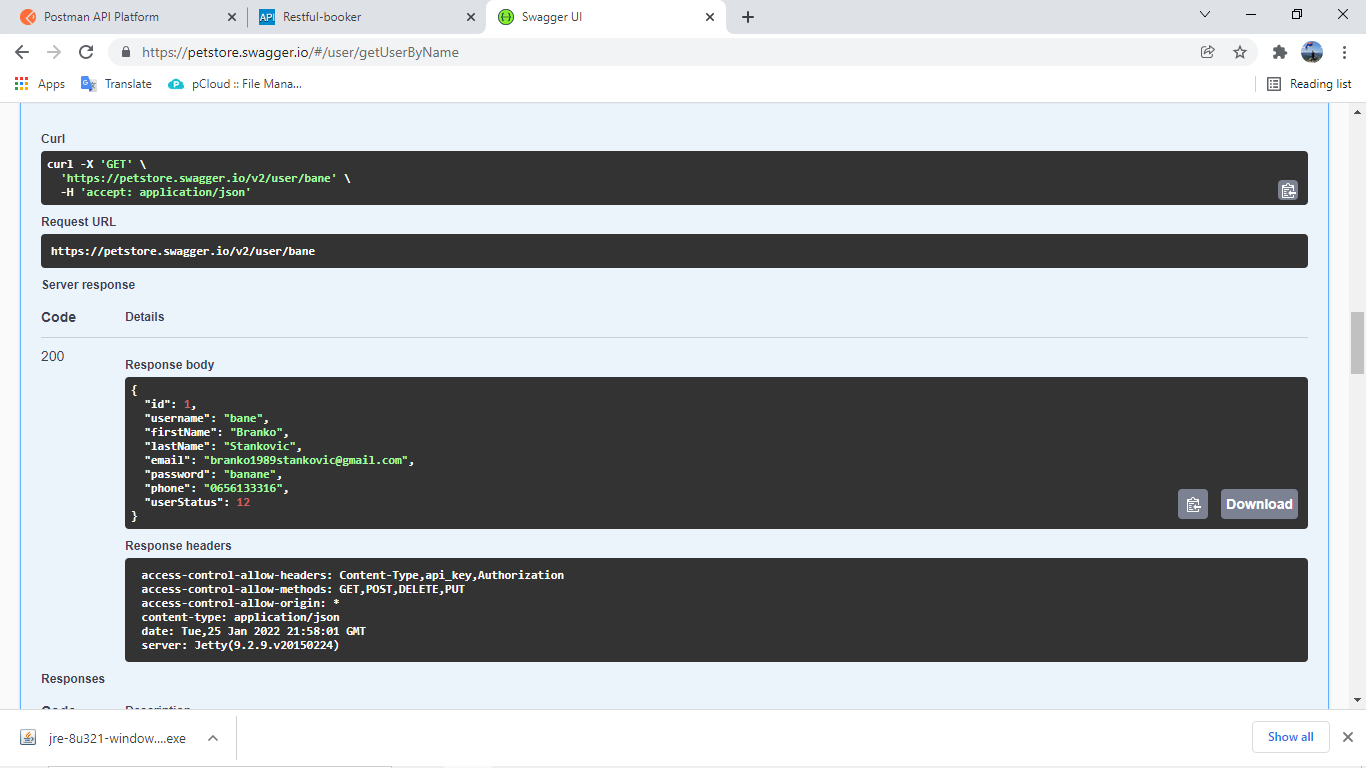 Postman API Platform
API Restful-booker
Swagger UI
https://petstore.swagger.io/#/user/getUserByName
Apps
Translate
pCloud :: File Mana...
Reading list
Curl
curl -X 'GET' \
'https://petstore.swagger.io/v2/user/bane' \
-H 'accept: application/json'
Request URL
https://petstore.swagger.io/v2/user/bane
Server response
Code Details
200
Response body
{
"id": 1,
"username": "bane",
"firstName": "Branko",
"lastName": "Stankovic",
"email": "branko1989stankovic@gmail.com",
"password": "banane",
"phone": "0656133316",
"userStatus": 12
}
Download
Response headers
access-control-allow-headers: Content-Type,api_key,Authorization
access-control-allow-methods: GET,POST,DELETE,PUT
access-control-allow-origin: *
content-type: application/json
date: Tue,25 Jan 2022 21:58:01 GMT
server: Jetty(9.2.9.v20150224)
Responses
Code Description
jre-8u321-window....exe
Show all